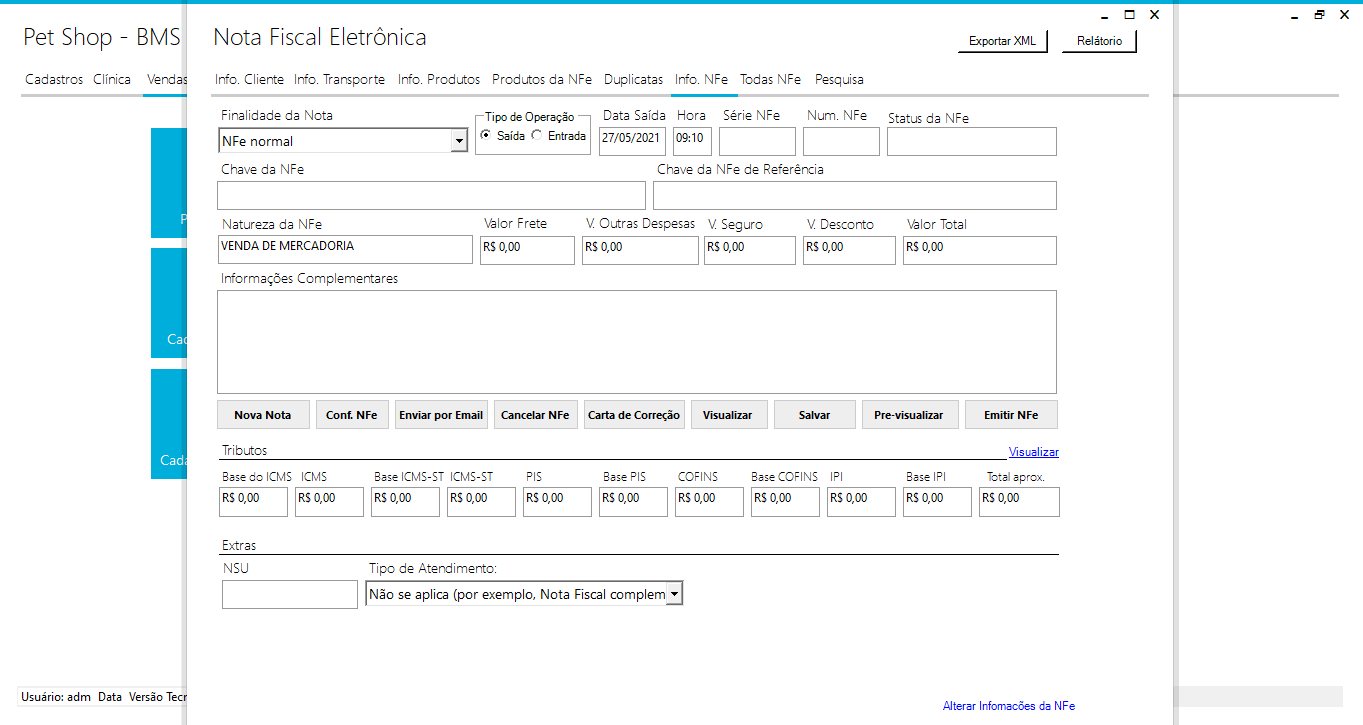 Pet Shop - BMS
Nota Fiscal Eletrônica
Exportar XML
Relátorio
Cadastros Clínica Vendas
Info. Cliente Info. Transporte Info. Produtos Produtos da NFe Duplicatas Info. NFe Todas NFe Pesquisa
Finalidade da Nota
Tipo de Operação
Data Saída Hora Série NFe Num. NFe Status da NFe
NFe normal
Saída Entrada
27/05/2021 09:10
Chave da NFe
Chave da NFe de Referência
Natureza da NFe Valor Frete V. Outras Despesas V. Seguro V. Desconto Valor Total
VENDA DE MERCADORIA R$ 0,00 R$ 0,00 R$ 0,00 R$ 0,00 R$ 0,00
Informações Complementares
Nova Nota Conf. NFe Enviar por Email Cancelar NFe Carta de Correção Visualizar Salvar Pre-visualizar Emitir NFe
Tributos
Visualizar
Base do ICMS ICMS Base ICMS-ST ICMS-ST PIS Base PIS COFINS Base COFINS IPI Base IPI Total aprox.
R$ 0,00 R$ 0,00 R$ 0,00 R$ 0,00 R$ 0,00 R$ 0,00 R$ 0,00 R$ 0,00 R$ 0,00 R$ 0,00 R$ 0,00
Extras
NSU
Tipo de Atendimento:
Não se aplica (por exemplo, Nota Fiscal complem
Usuário: adm Data Versão Tecn
Alterar Infomacões da NFe